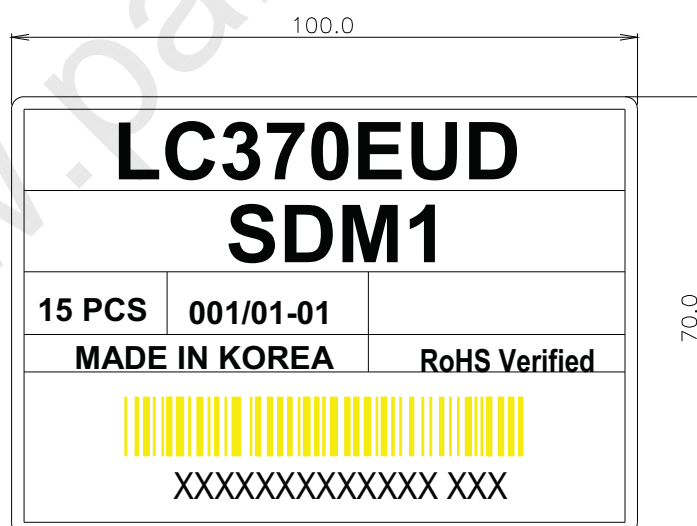 100.0
LC370EUD
SDM1
15 PCS 001/01-01
70.0
MADE IN KOREA RoHS Verified
XXXXXXXXXXXXX XXX